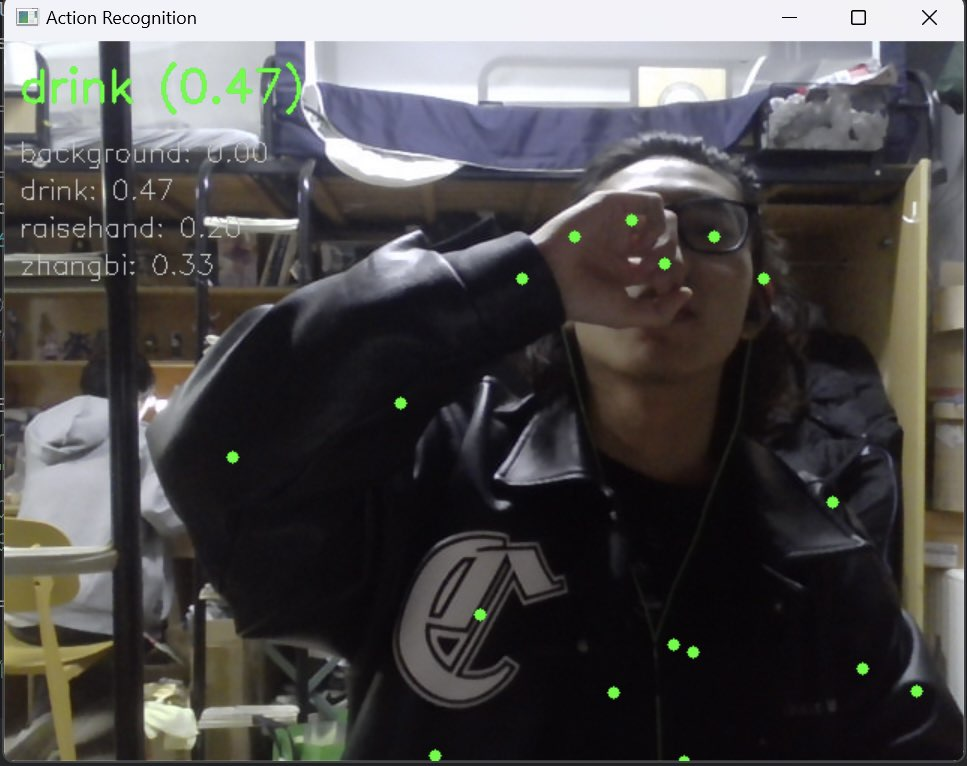 Action Recognition
drink (0.47)
background: 0.00
drink: 0.47
raisehand: 0.20
zhangbi: 0.33
C